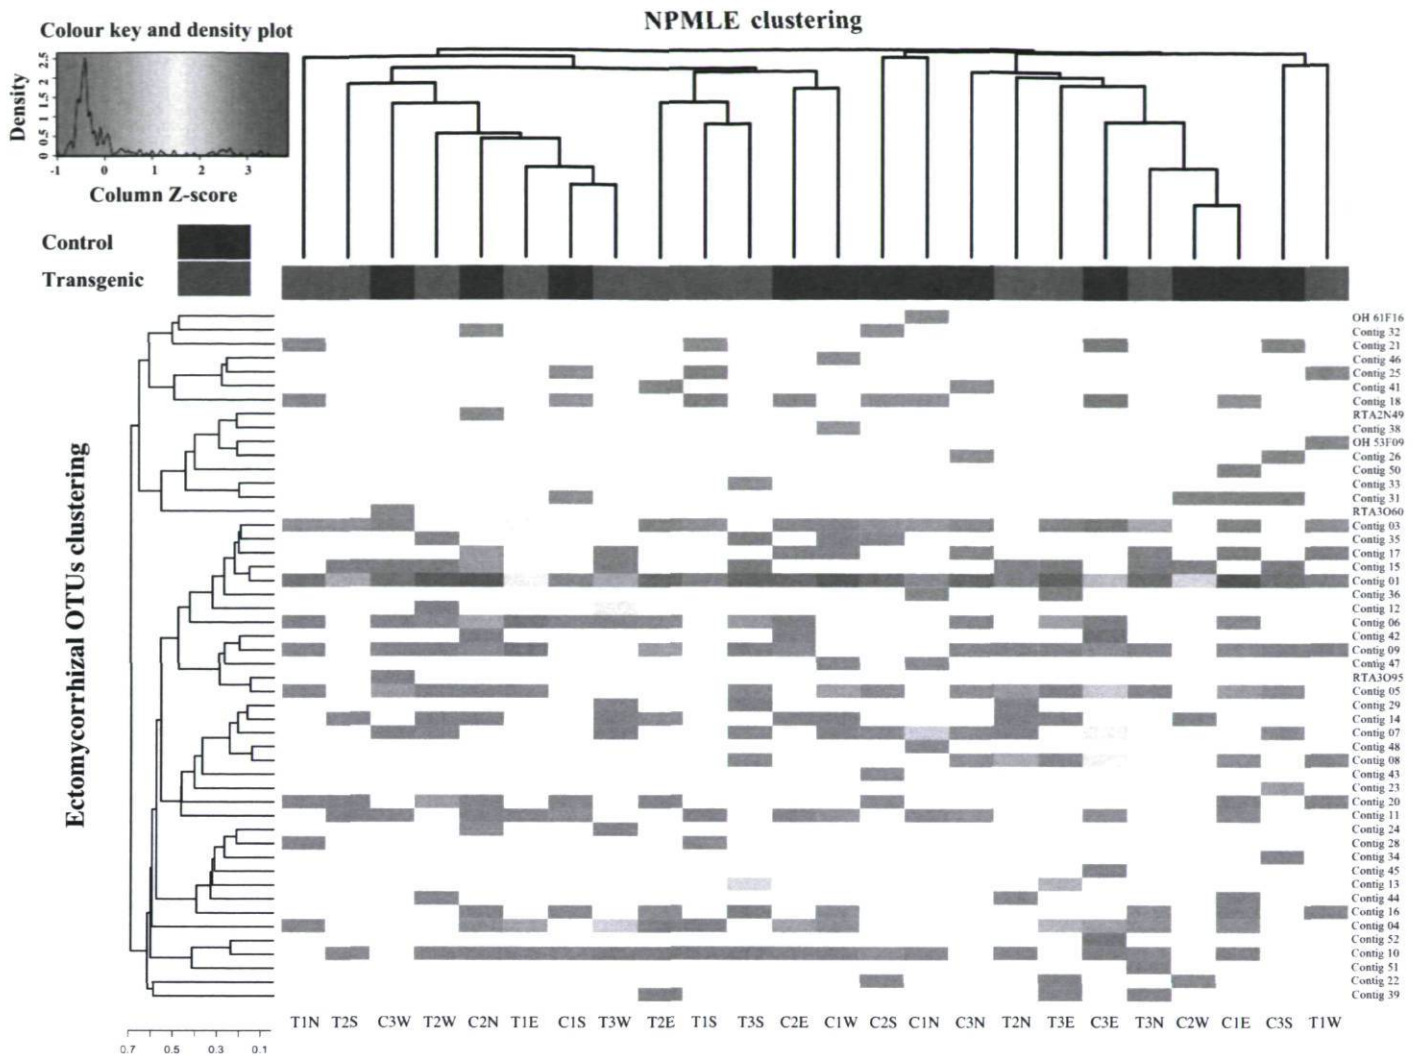 NPMLE clustering
Colour key and density plot
Density
0 0.5 1 1.5 2 2.5
-1 0 1 2 3
Column Z-score
Control
Transgenic
Ectomycorrhizal OTUs clustering
OH 61F16
Contig 32
Contig 21
Contig 46
Contig 25
Contig 41
Contig 18
RTA2N49
Contig 38
OH 53F09
Contig 26
Contig 50
Contig 33
Contig 31
RTA3O60
Contig 03
Contig 35
Contig 17
Contig 15
Contig 01
Contig 36
Contig 12
Contig 06
Contig 42
Contig 09
Contig 47
RTA3O95
Contig 05
Contig 29
Contig 14
Contig 07
Contig 48
Contig 08
Contig 43
Contig 23
Contig 20
Contig 11
Contig 24
Contig 28
Contig 34
Contig 45
Contig 13
Contig 44
Contig 16
Contig 04
Contig 52
Contig 10
Contig 51
Contig 22
Contig 39
T1N T2S C3W T2W C2N T1E C1S T3W T2E T1S T3S C2E C1W C2S C1N C3N T2N T3E C3E T3N C2W C1E C3S T1W
0.7 0.5 0.3 0.1